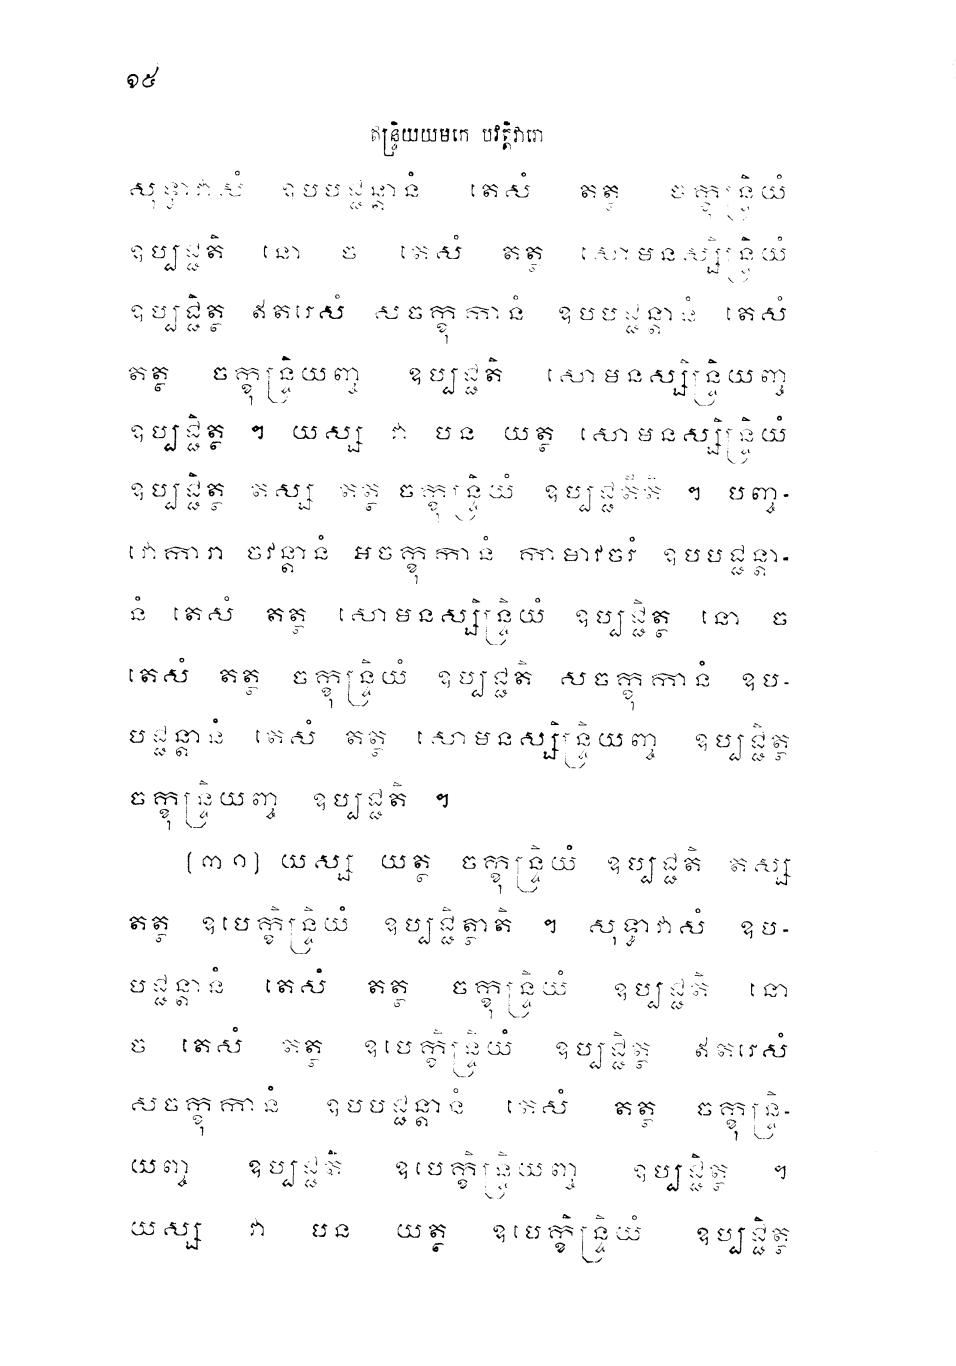 ១៥
ឥន្ទ្រិយយមកេ បវត្តិវារោ
សុទ្ធាវាសំ ឧបបជ្ជន្តានំ តេសំ តត្ថ ចក្ខុន្ទ្រិយំ
ឧប្បជ្ជតិ នោ ច តេសំ តត្ថ សោមនស្សិន្ទ្រិយំ
ឧប្បជ្ជិត្ថ ឥតរេសំ សចក្ខុកានំ ឧបបជ្ជន្តានំ តេសំ
តត្ថ ចក្ខុន្ទ្រិយញ្ច ឧប្បជ្ជតិ សោមនស្សិន្ទ្រិយញ្ច
ឧប្បជ្ជិត្ថ ។ យស្ស វា បន យត្ថ សោមនស្សិន្ទ្រិយំ
ឧប្បជ្ជិត្ថ តស្ស តត្ថ ចក្ខុន្ទ្រិយំ ឧប្បជ្ជតីតិ ។ បញ្ច-
វោការា ចវន្តានំ អចក្ខុកានំ កាមាវចរំ ឧបបជ្ជន្តា-
នំ តេសំ តត្ថ សោមនស្សិន្ទ្រិយំ ឧប្បជ្ជិត្ថ នោ ច
តេសំ តត្ថ ចក្ខុន្ទ្រិយំ ឧប្បជ្ជតិ សចក្ខុកានំ ឧប-
បជ្ជន្តានំ តេសំ តត្ថ សោមនស្សិន្ទ្រិយញ្ច ឧប្បជ្ជិត្ថ
ចក្ខុន្ទ្រិយញ្ច ឧប្បជ្ជតិ ។
(៣០) យស្ស យត្ថ ចក្ខុន្ទ្រិយំ ឧប្បជ្ជតិ តស្ស
តត្ថ ឧបេក្ខិន្ទ្រិយំ ឧប្បជ្ជិត្ថាតិ ។ សុទ្ធាវាសំ ឧប-
បជ្ជន្តានំ តេសំ តត្ថ ចក្ខុន្ទ្រិយំ ឧប្បជ្ជតិ នោ
ច តេសំ តត្ថ ឧបេក្ខិន្ទ្រិយំ ឧប្បជ្ជិត្ថ ឥតរេសំ
សចក្ខុកានំ ឧបបជ្ជន្តានំ តេសំ តត្ថ ចក្ខុន្ទ្រិ-
យញ្ច ឧប្បជ្ជតិ ឧបេក្ខិន្ទ្រិយញ្ច ឧប្បជ្ជិត្ថ ។
យស្ស វា បន យត្ថ ឧបេក្ខិន្ទ្រិយំ ឧប្បជ្ជិត្ថ